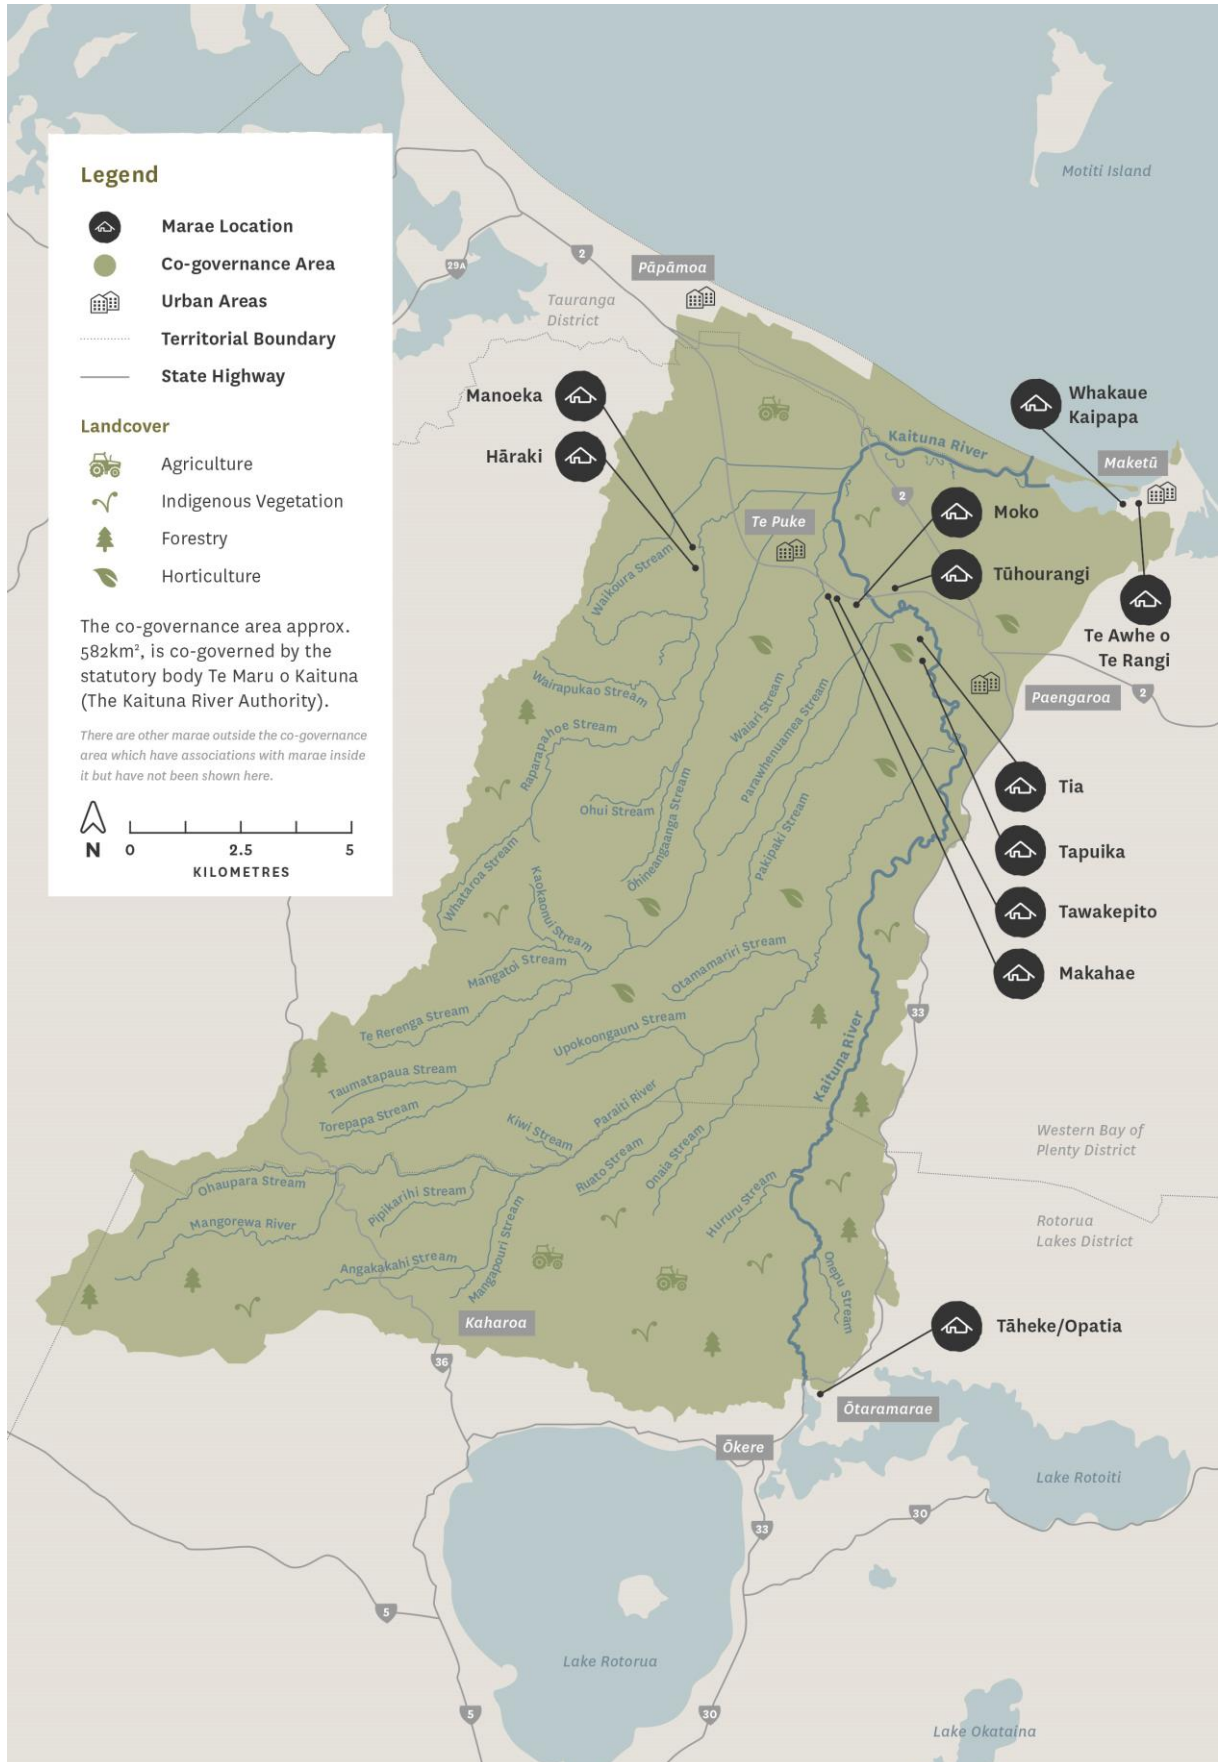 Legend
Marae Location
Co-governance Area
Urban Areas
Territorial Boundary
State Highway
Landcover
Agriculture
Indigenous Vegetation
Forestry
Horticulture
The co-governance area approx.
582km², is co-governed by the
statutory body Te Maru o Kaituna
(The Kaituna River Authority).
There are other marae outside the co-governance
area which have associations with marae inside
it but have not been shown here.
N
0 2.5 5
KILOMETRES
Motiti Island
2
29A
Pāpāmoa
Tauranga
District
Manoeka
Hāraki
Whakaue
Kaipapa
Kaituna River
Maketū
2
Moko
Te Puke
Tūhourangi
Te Awhe o
Te Rangi
Waikoura Stream
Wairapukao Stream
Paengaroa
2
Raparapahoe Stream
Waiari Stream
Parawhenuamea Stream
Tia
Ohui Stream
Ōhineangaanga Stream
Pakipaki Stream
Tapuika
Whataroa Stream
Kaokaonui Stream
Tawakepito
Mangatoi Stream
Otamamariri Stream
Makahae
Te Rerenga Stream
Upokoongauru Stream
33
Kaituna River
Taumatapaua Stream
Torepapa Stream
Kiwi Stream
Paraiti River
Ruato Stream
Onaia Stream
Western Bay of
Plenty District
Ohaupara Stream
Pipikarihi Stream
Mangorewa River
Hururu Stream
Rotorua
Lakes District
Angakakahi Stream
Mangapouri Stream
Onepu Stream
Kaharoa
Tāheke/Opatia
36
Ōtaramarae
Ōkere
Lake Rotoiti
33
30
5
Lake Rotorua
5
30
Lake Okataina